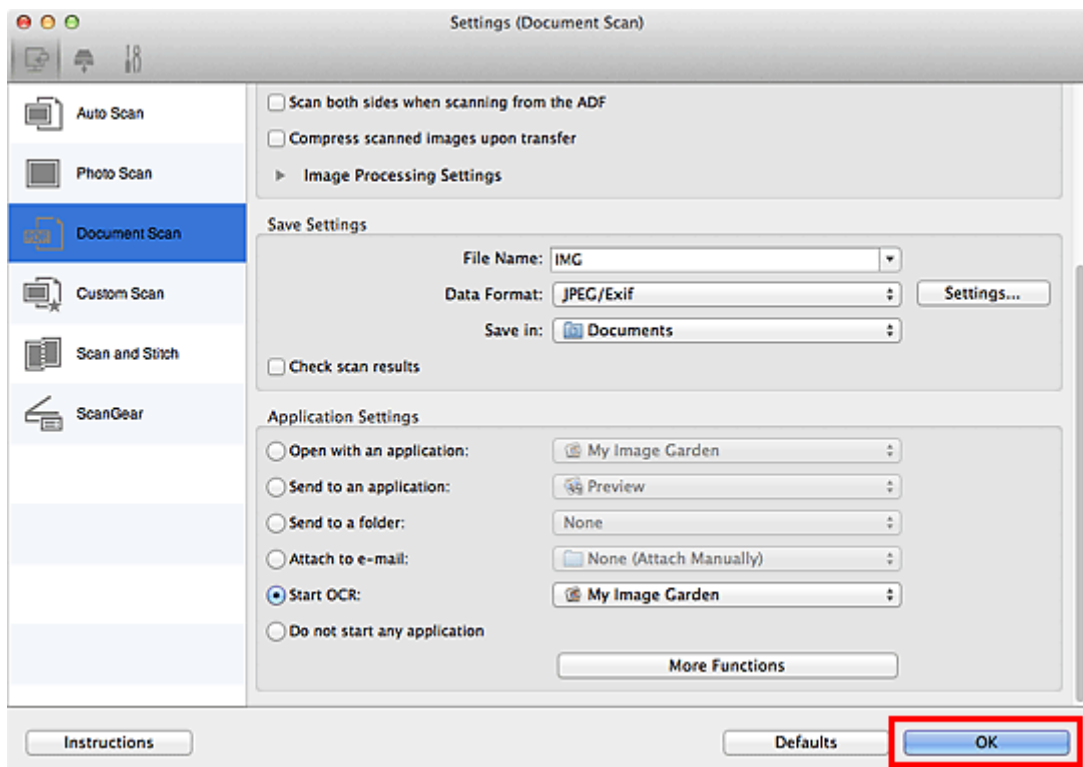 Settings (Document Scan)
Auto Scan
Photo Scan
PDF
Document Scan
Custom Scan
Scan and Stitch
ScanGear
Scan both sides when scanning from the ADF
Compress scanned images upon transfer
Image Processing Settings
Save Settings
File Name: IMG
Data Format: JPEG/Exif Settings...
Save in: Documents
Check scan results
Application Settings
Open with an application: My Image Garden
Send to an application: Preview
Send to a folder: None
Attach to e-mail: None (Attach Manually)
Start OCR: My Image Garden
Do not start any application
More Functions
Instructions Defaults OK